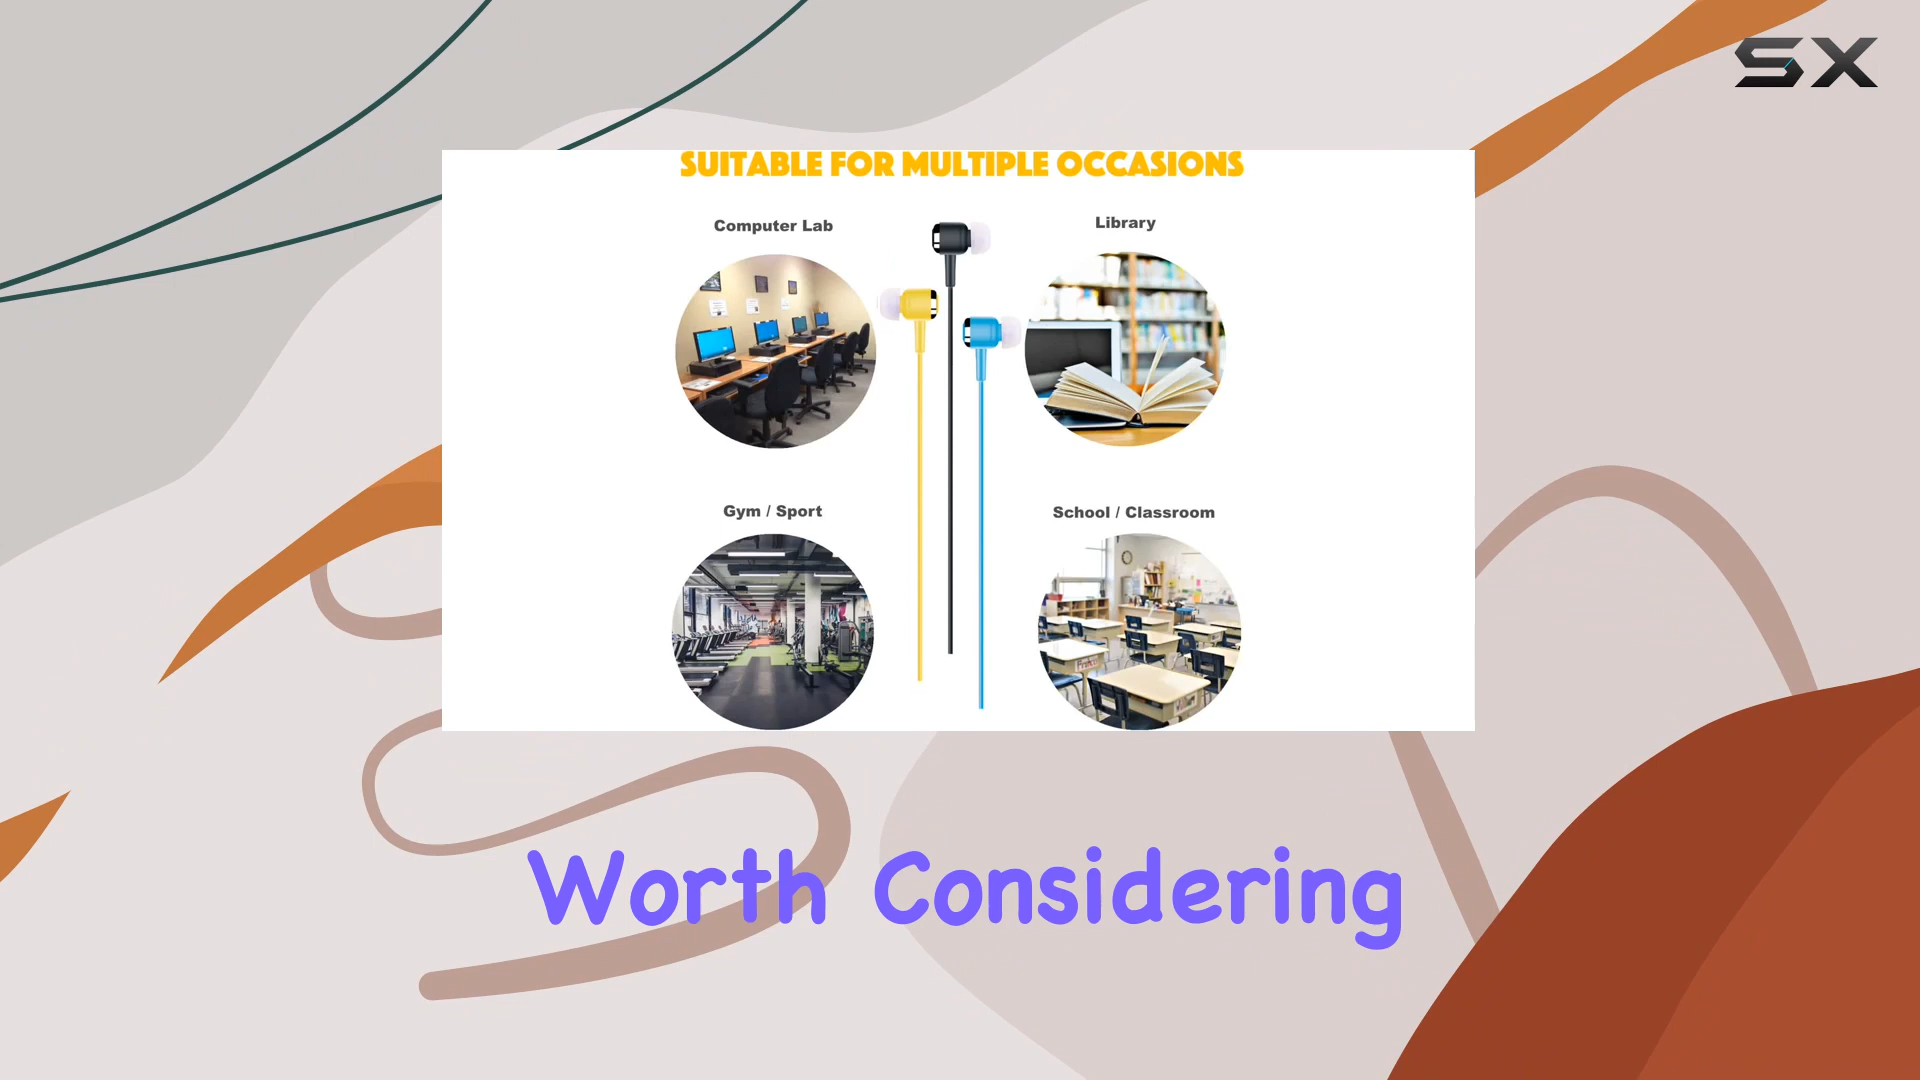 SX
SUITABLE FOR MULTIPLE OCCASIONS
Computer Lab
Library
Gym / Sport
School / Classroom
Worth Considering